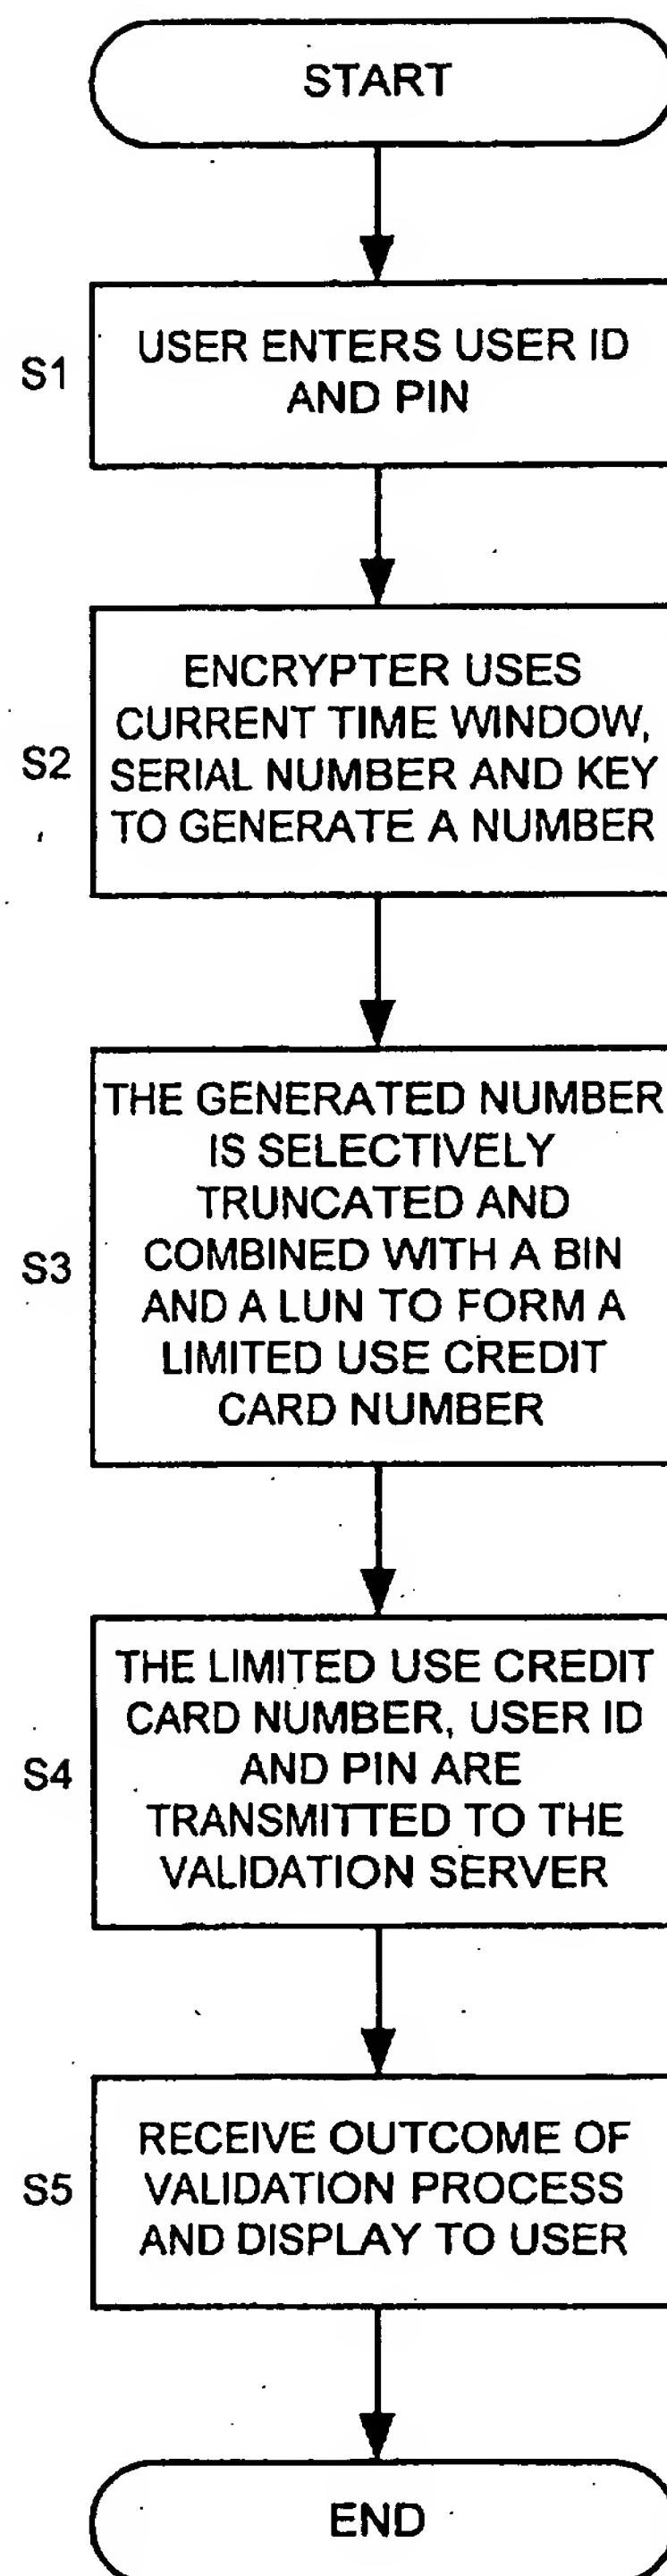 START
S1
USER ENTERS USER ID
AND PIN
S2
ENCRYPTER USES
CURRENT TIME WINDOW,
SERIAL NUMBER AND KEY
TO GENERATE A NUMBER
S3
THE GENERATED NUMBER
IS SELECTIVELY
TRUNCATED AND
COMBINED WITH A BIN
AND A LUN TO FORM A
LIMITED USE CREDIT
CARD NUMBER
S4
THE LIMITED USE CREDIT
CARD NUMBER, USER ID
AND PIN ARE
TRANSMITTED TO THE
VALIDATION SERVER
S5
RECEIVE OUTCOME OF
VALIDATION PROCESS
AND DISPLAY TO USER
END